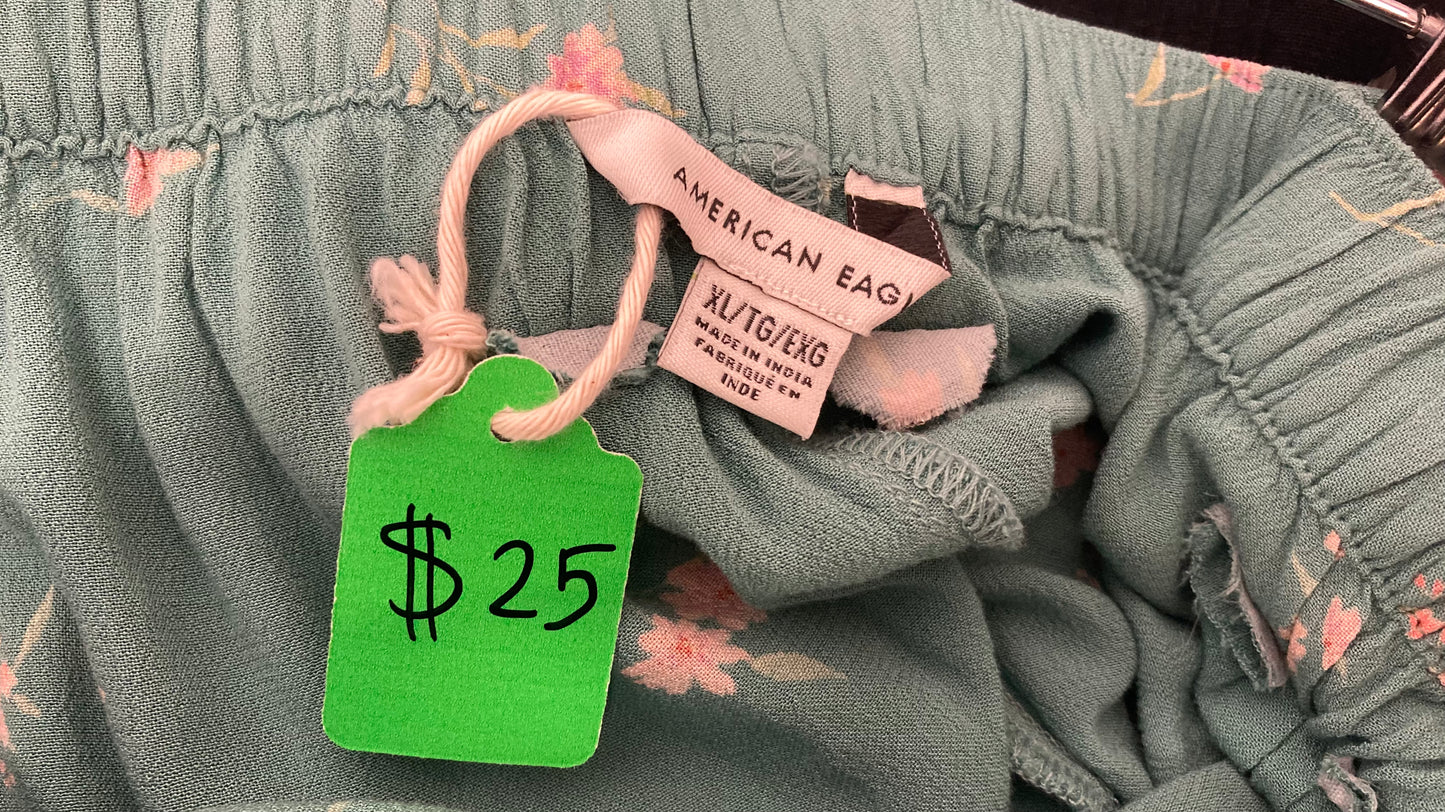 AMERICAN EAG
XL/TG/EXG
MADE IN INDIA
FABRIQUÉ EN
INDE
$25